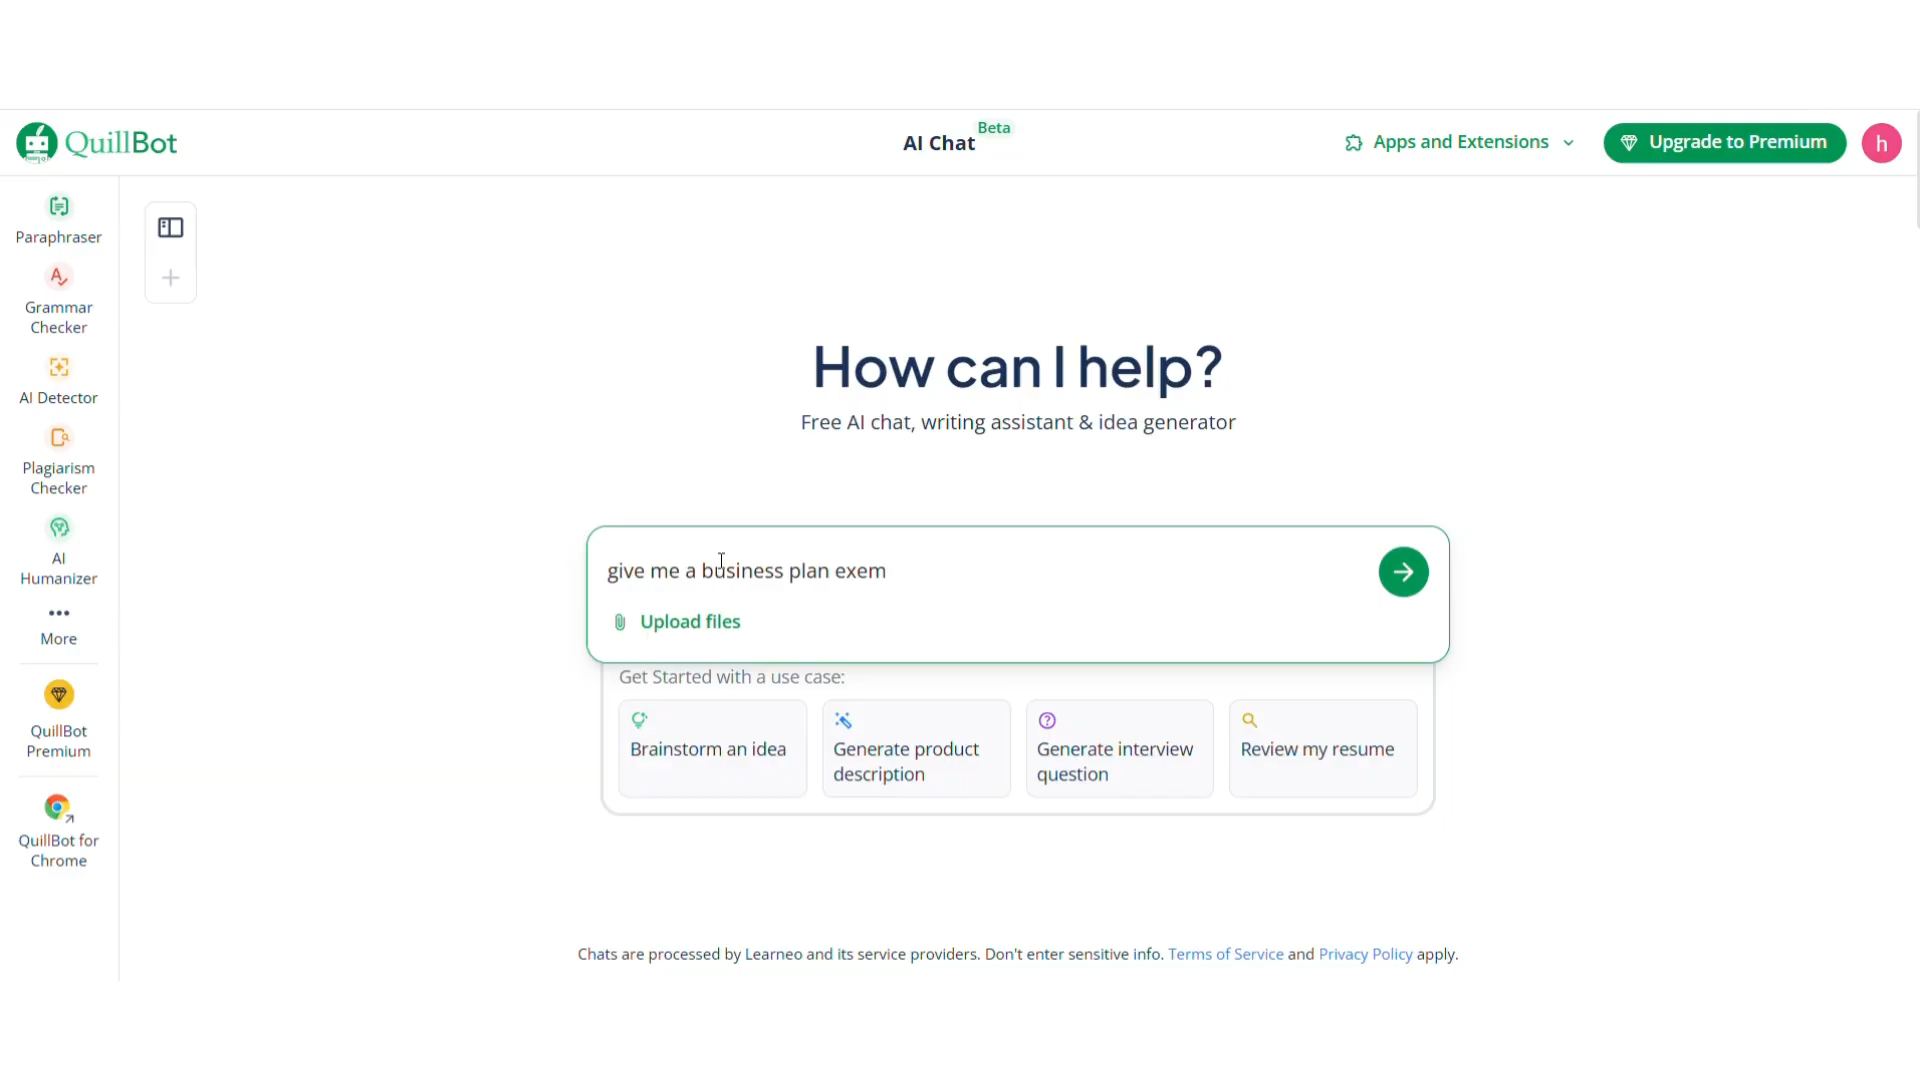 QuillBot
AI Chat
Beta
Apps and Extensions
Upgrade to Premium
h
Paraphraser
Grammar
Checker
AI Detector
Plagiarism
Checker
AI
Humanizer
More
QuillBot
Premium
QuillBot for
Chrome
How can I help?
Free AI chat, writing assistant & idea generator
give me a business plan exem
Upload files
Get Started with a use case:
Brainstorm an idea
Generate product
description
Generate interview
question
Review my resume
Chats are processed by Learneo and its service providers. Don't enter sensitive info. Terms of Service and Privacy Policy apply.